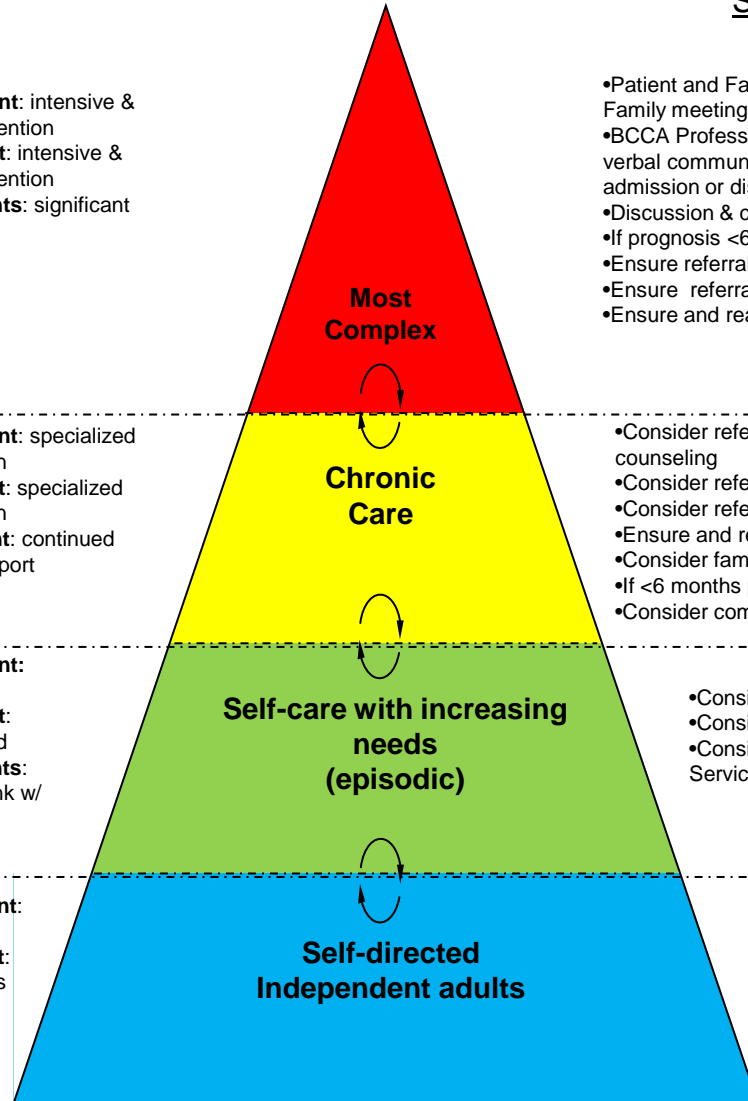 S
nt: intensive &
ention
t: intensive &
ention
nts: significant
•Patient and Fa
Family meeting
•BCCA Profess
verbal commun
admission or dis
•Discussion & c
•If prognosis <6
•Ensure referral
•Ensure  referra
•Ensure and rea
Most
Complex
nt: specialized
n
t: specialized
n
nt: continued
port
Chronic
Care
•Consider refe
counseling
•Consider refe
•Consider refe
•Ensure and re
•Consider fam
•If <6 months p
•Consider com
nt:
t:
d
nts:
nk w/
Self-care with increasing
needs
(episodic)
•Consi
•Consi
•Consi
Servic
nt:
t:
s
Self-directed
Independent adults